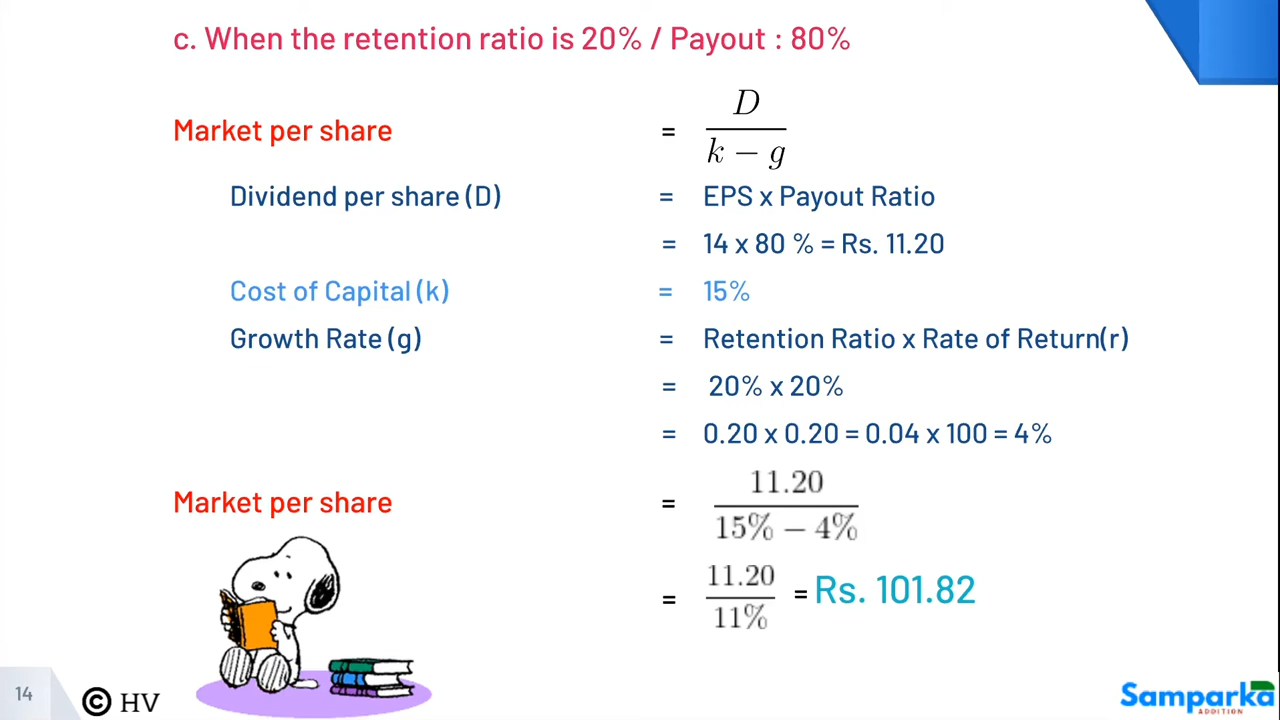 c. When the retention ratio is 20% / Payout : 80%
Market per share = D / k − g
Dividend per share (D) = EPS x Payout Ratio
= 14 x 80 % = Rs. 11.20
Cost of Capital (k) = 15%
Growth Rate (g) = Retention Ratio x Rate of Return(r)
= 20% x 20%
= 0.20 x 0.20 = 0.04 x 100 = 4%
Market per share = 11.20 / 15% − 4%
= 11.20 / 11% = Rs. 101.82
14
© HV
Samparka
ADDITION